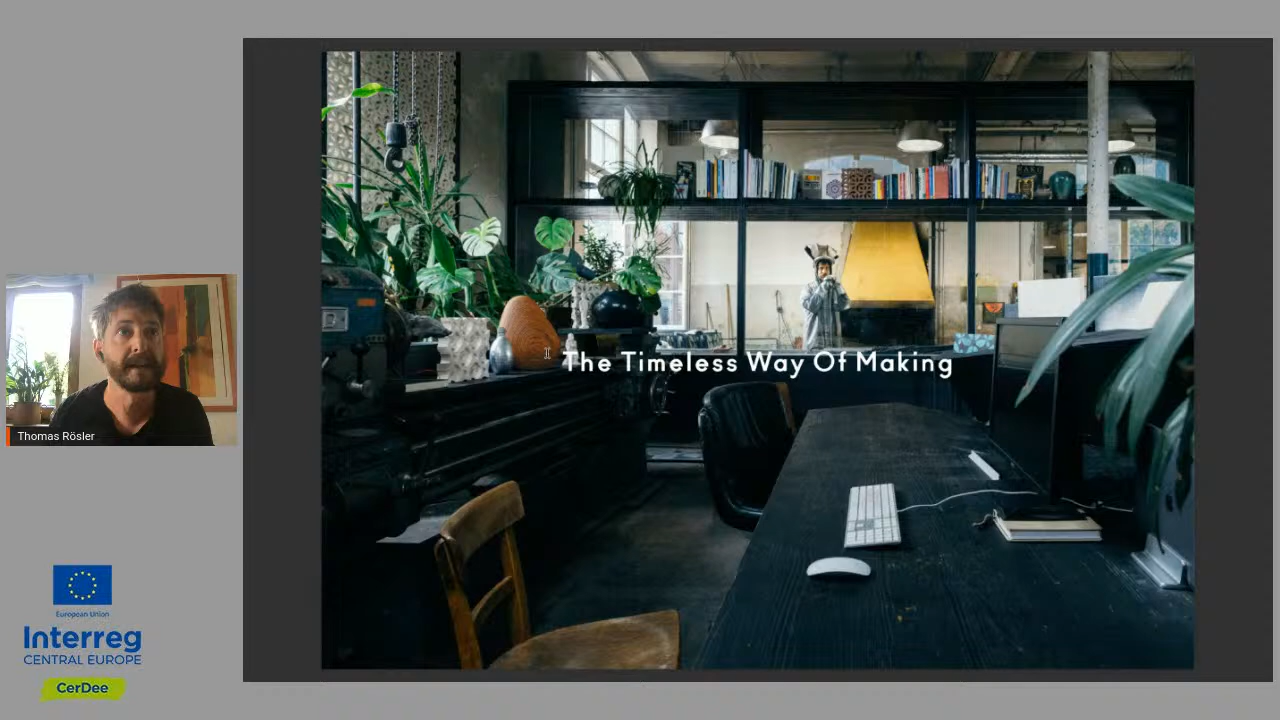 The Timeless Way Of Making
Thomas Rösler
European Union
Interreg
CENTRAL EUROPE
CerDee